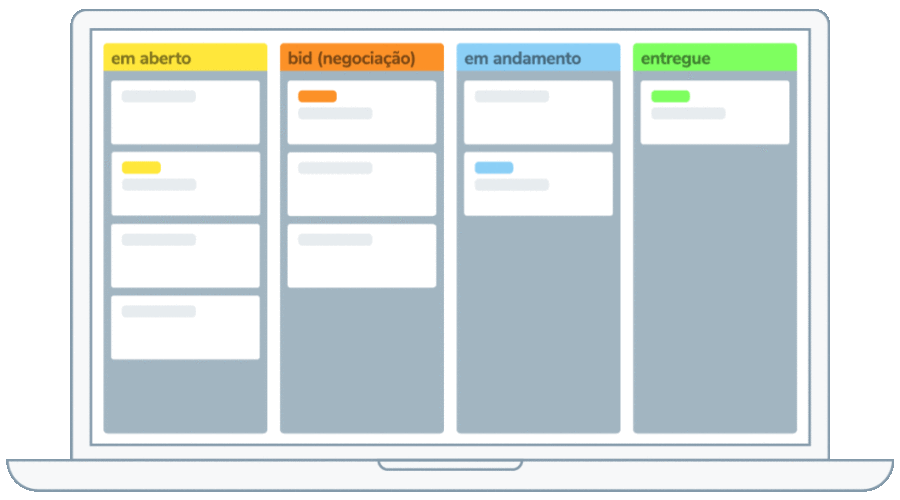 em aberto
bid (negociação)
em andamento
entregue